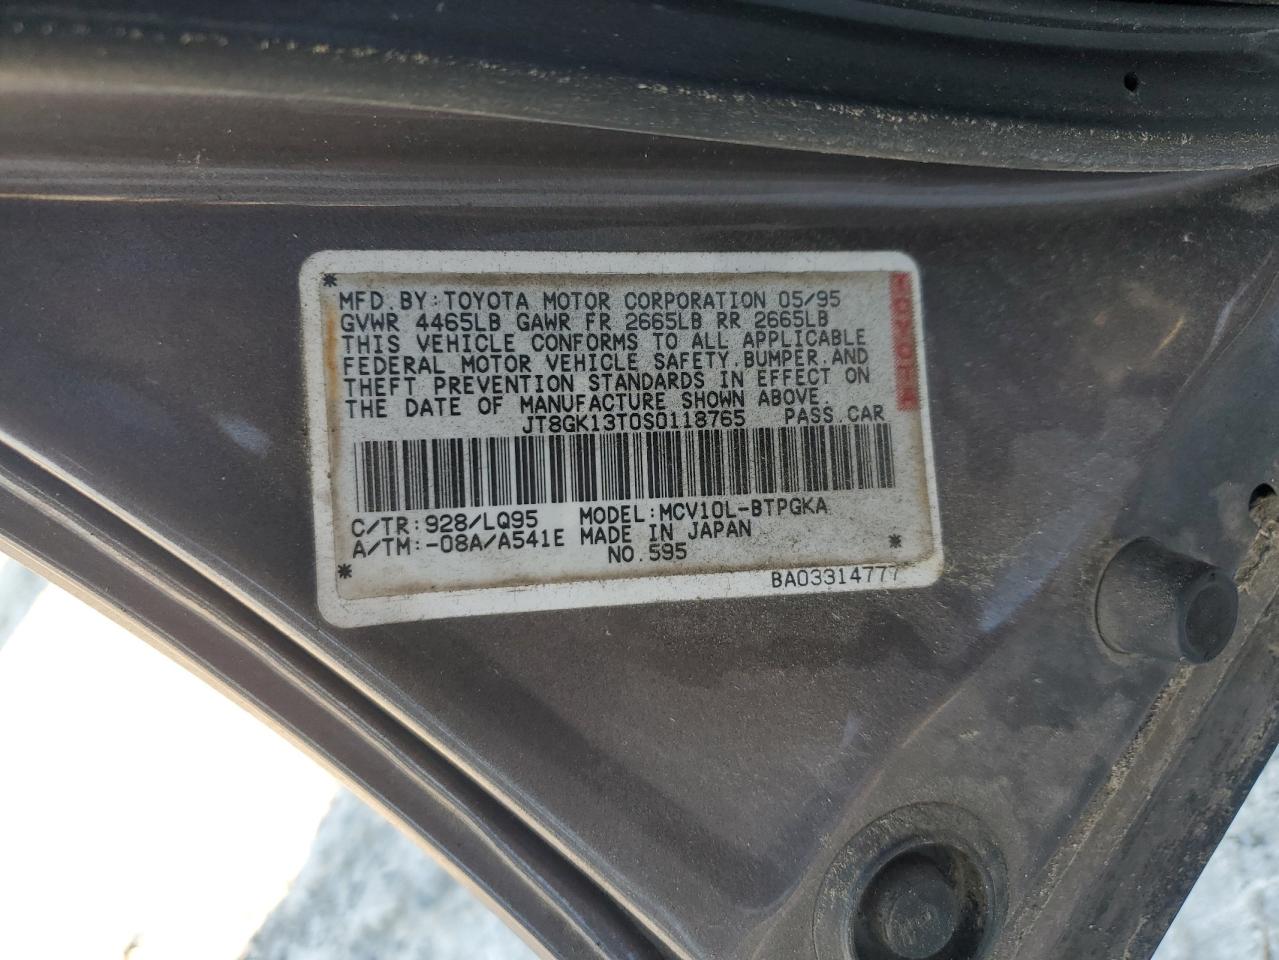 MFD. BY: TOYOTA MOTOR CORPORATION 05/95
GVWR 4465LB GAWR FR 2665LB RR 2665LB
THIS VEHICLE CONFORMS TO ALL APPLICABLE
FEDERAL MOTOR VEHICLE SAFETY, BUMPER, AND
THEFT PREVENTION STANDARDS IN EFFECT ON
THE DATE OF MANUFACTURE SHOWN ABOVE.
JT8GK13T0S0118765 PASS. CAR
C/TR: 928/LQ95 MODEL: MCV10L-BTPGKA
A/TM: -08A/A541E MADE IN JAPAN
NO. 595
BA03314777
TOYOTA